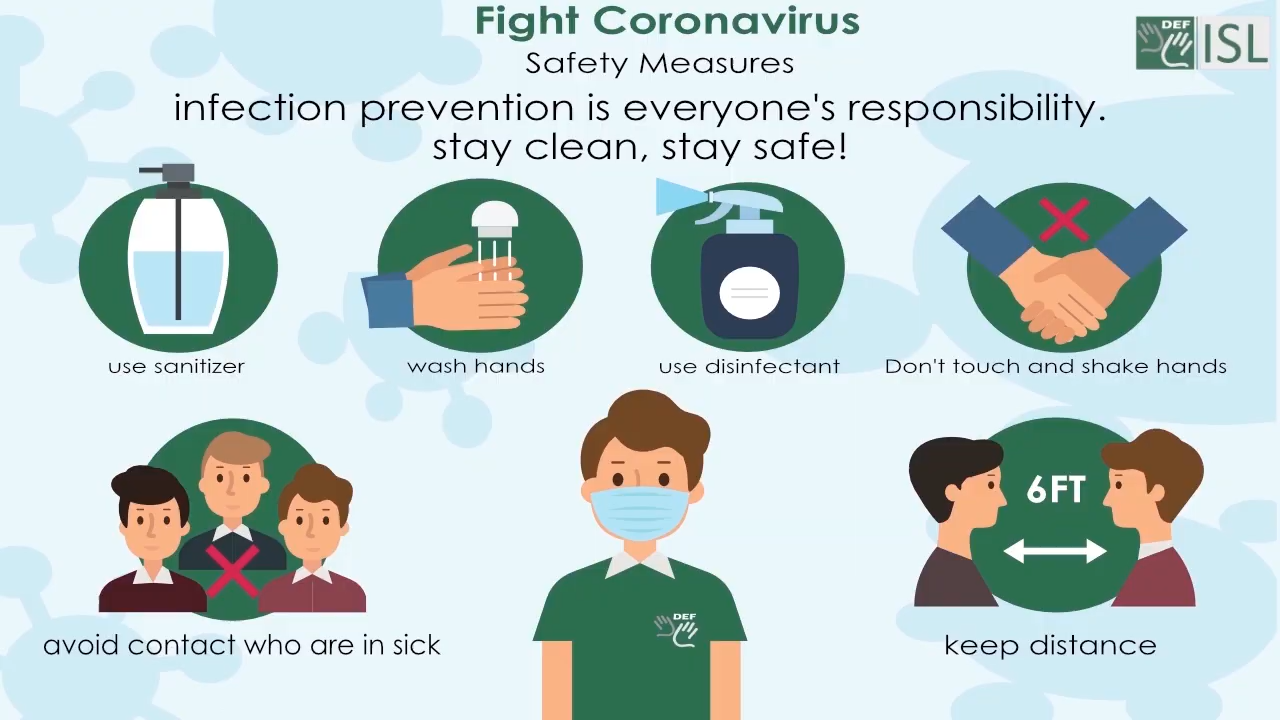 Fight Coronavirus
DEF
ISL
Safety Measures
infection prevention is everyone's responsibility.
stay clean, stay safe!
use sanitizer
wash hands
use disinfectant
Don't touch and shake hands
6FT
DEF
avoid contact who are in sick
keep distance